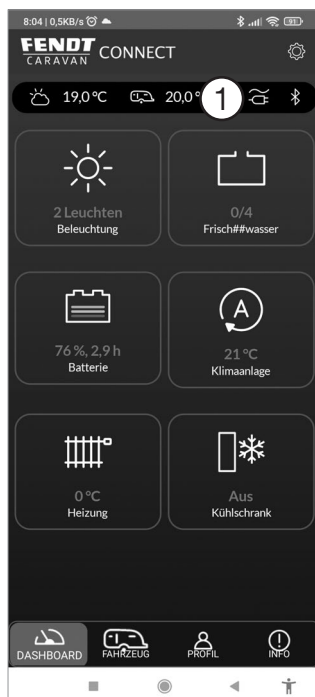 8:04 | 0,5KB/s
31
FENDT
CARAVAN CONNECT
19,0°C 20,0° 1
2 Leuchten
Beleuchtung
0/4
Frisch##wasser
76 %, 2,9 h
Batterie
A
21 °C
Klimaanlage
0 °C
Heizung
Aus
Kühlschrank
DASHBOARD FAHRZEUG PROFIL INFO